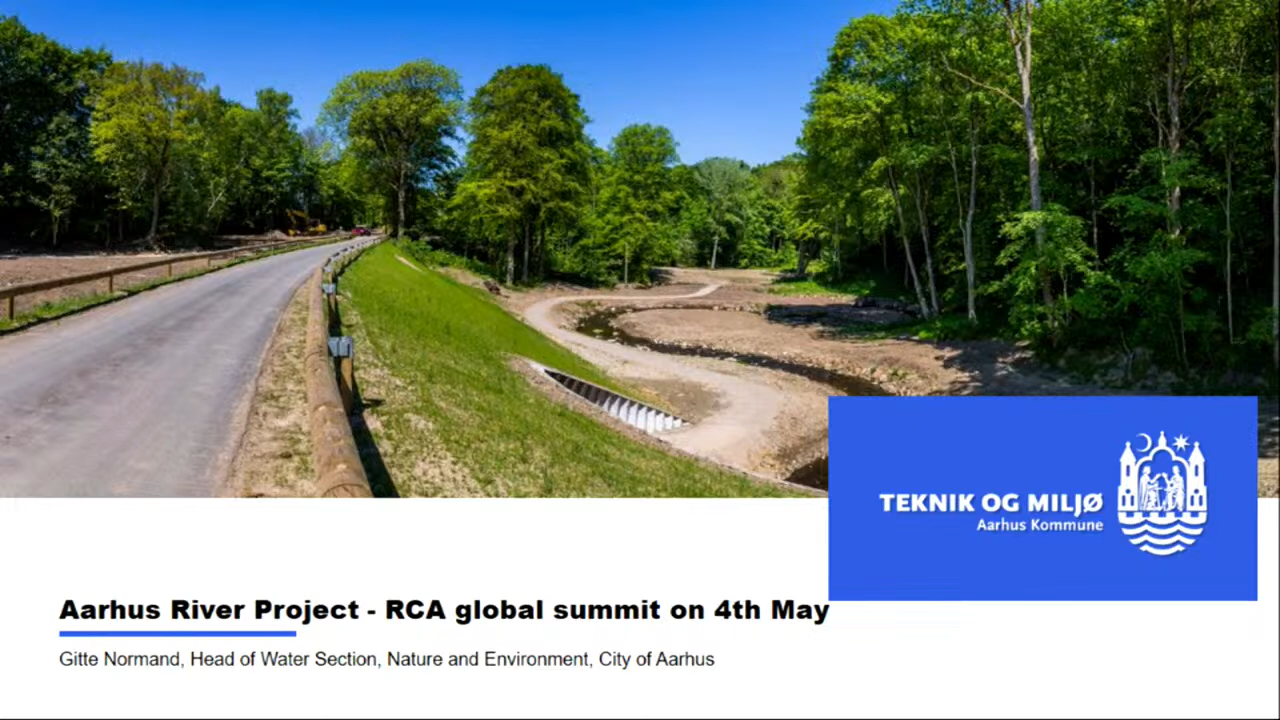 TEKNIK OG MILJØ
Aarhus Kommune
Aarhus River Project - RCA global summit on 4th May
Gitte Normand, Head of Water Section, Nature and Environment, City of Aarhus